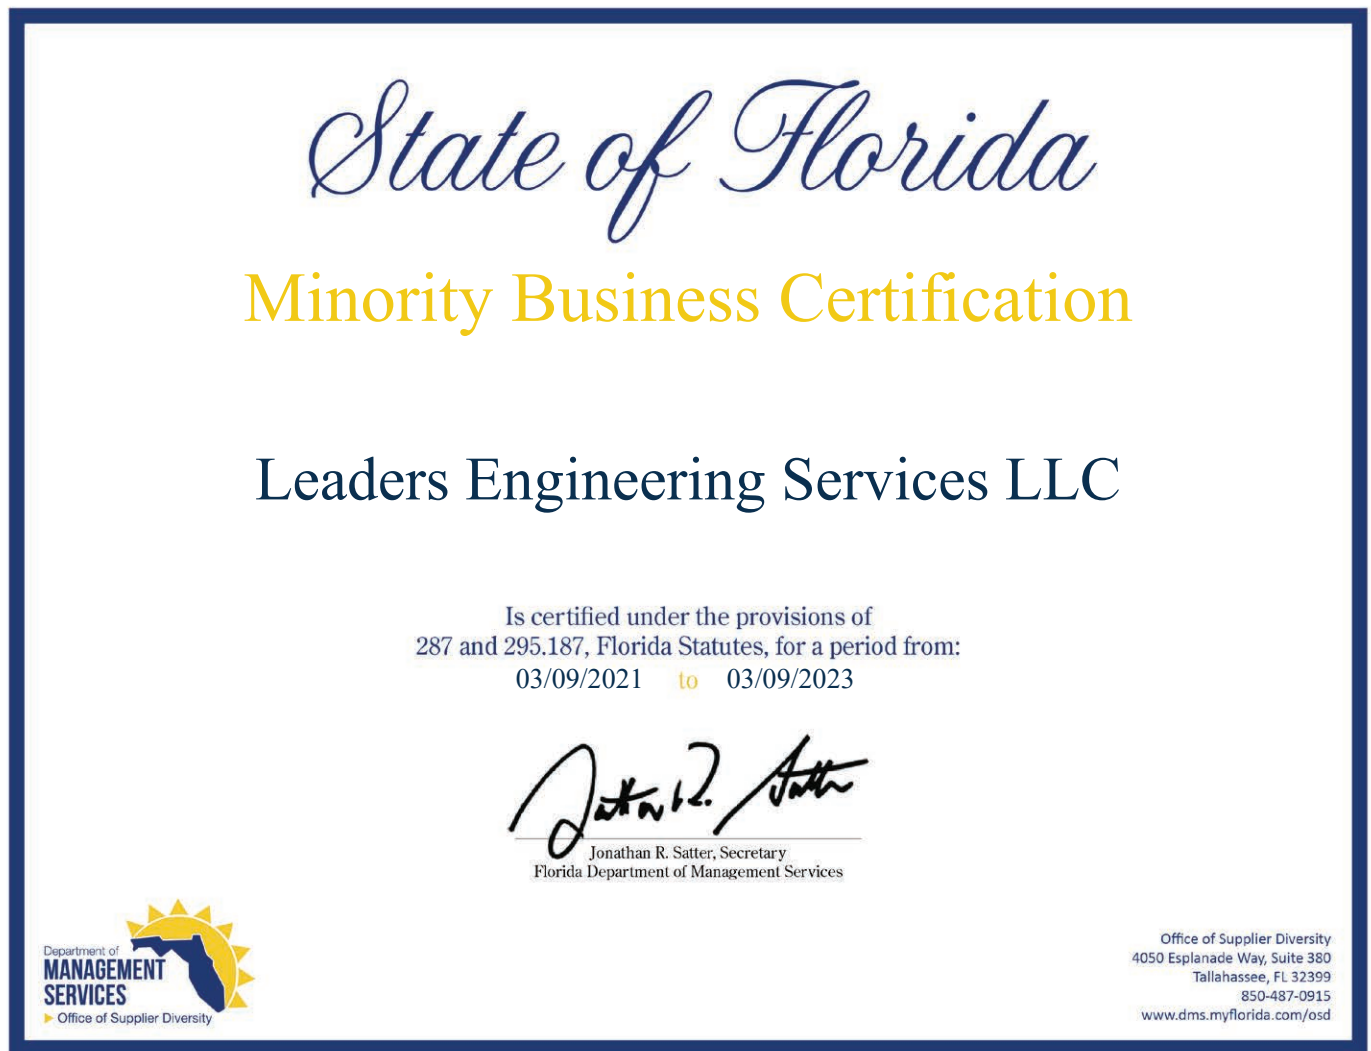 State of Florida
Minority Business Certification
Leaders Engineering Services LLC
Is certified under the provisions of
287 and 295.187, Florida Statutes, for a period from:
03/09/2021 to 03/09/2023
Jonathan R. Satter
Jonathan R. Satter, Secretary
Florida Department of Management Services
Department of
MANAGEMENT
SERVICES
Office of Supplier Diversity
Office of Supplier Diversity
4050 Esplanade Way, Suite 380
Tallahassee, FL 32399
850-487-0915
www.dms.myflorida.com/osd